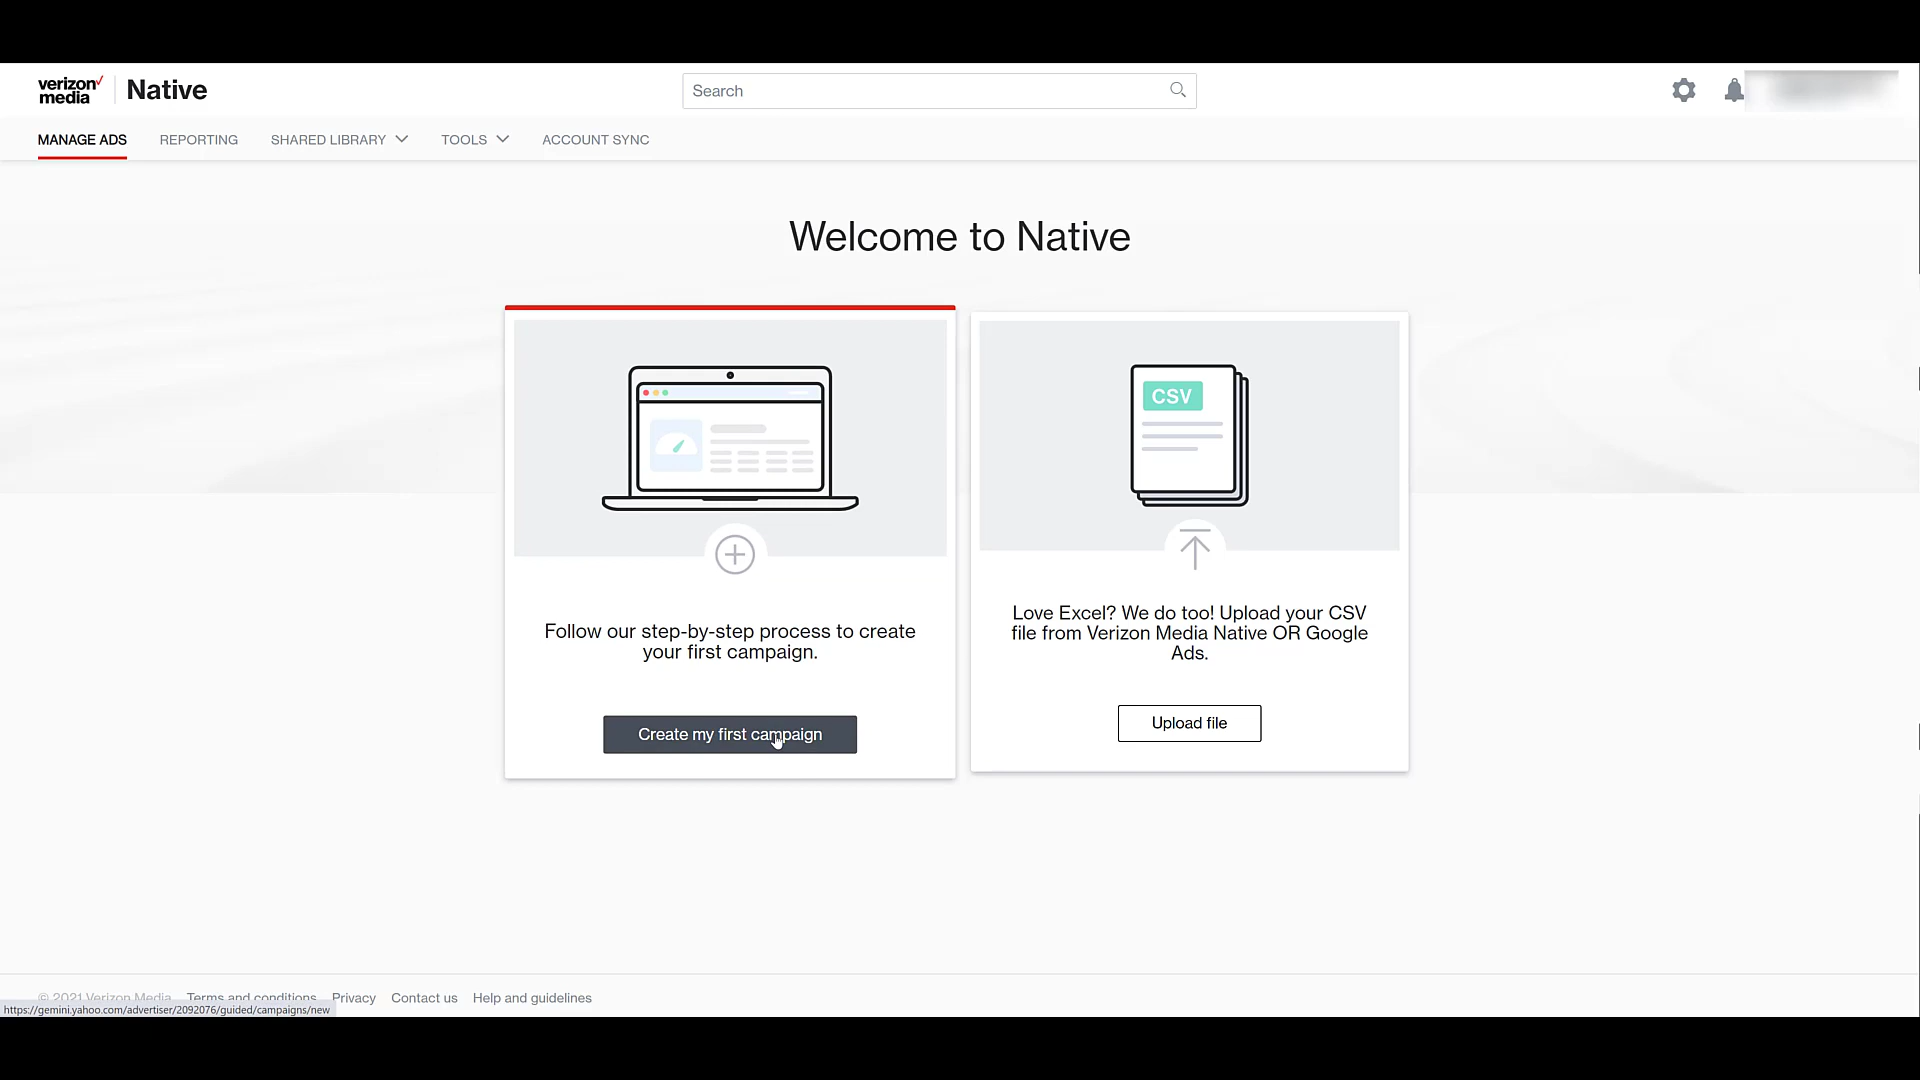 verizon
media
Native
Search
MANAGE ADS
REPORTING
SHARED LIBRARY
TOOLS
ACCOUNT SYNC
Welcome to Native
CSV
Follow our step-by-step process to create
your first campaign.
Create my first campaign
Love Excel? We do too! Upload your CSV
file from Verizon Media Native OR Google
Ads.
Upload file
© 2021 Verizon Media
Terms and conditions
Privacy
Contact us
Help and guidelines
https://gemini.yahoo.com/advertiser/2092076/guided/campaigns/new